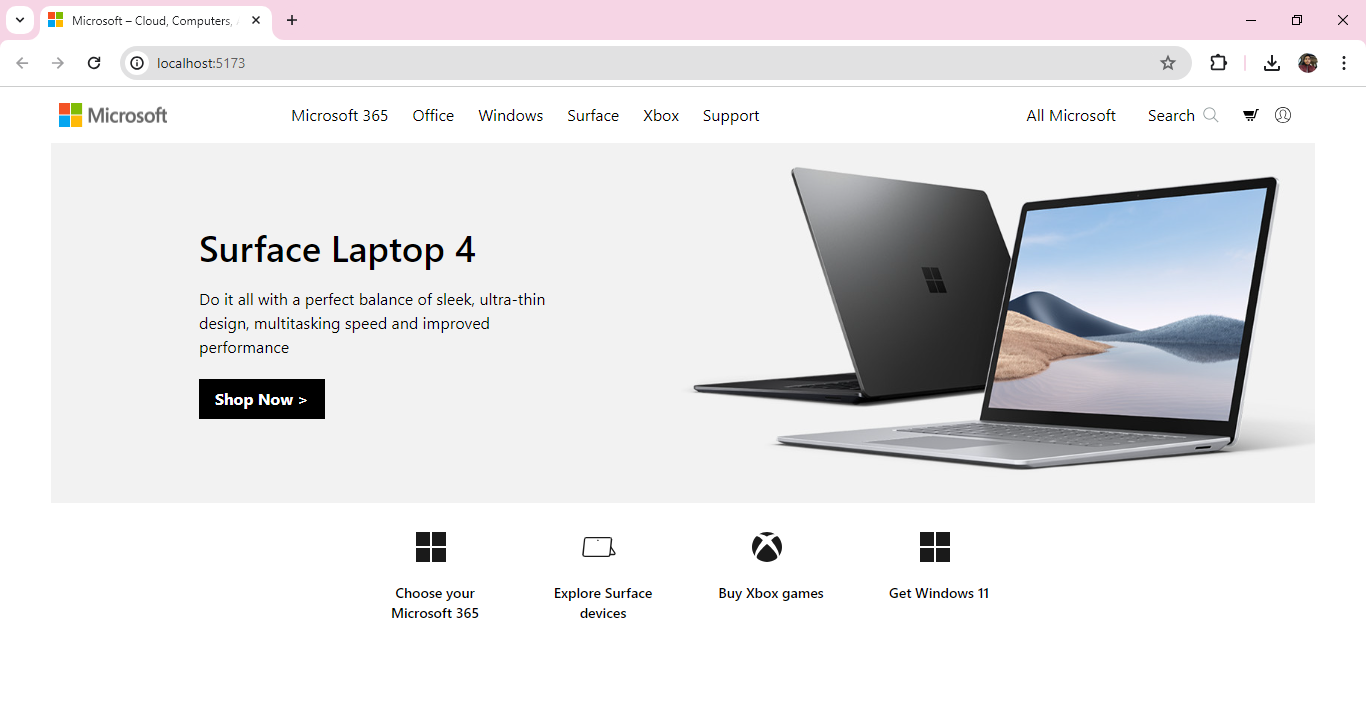 Microsoft – Cloud, Computers,
localhost:5173
Microsoft
Microsoft 365 Office Windows Surface Xbox Support
All Microsoft Search
Surface Laptop 4
Do it all with a perfect balance of sleek, ultra-thin
design, multitasking speed and improved
performance
Shop Now >
Choose your
Microsoft 365
Explore Surface
devices
Buy Xbox games
Get Windows 11